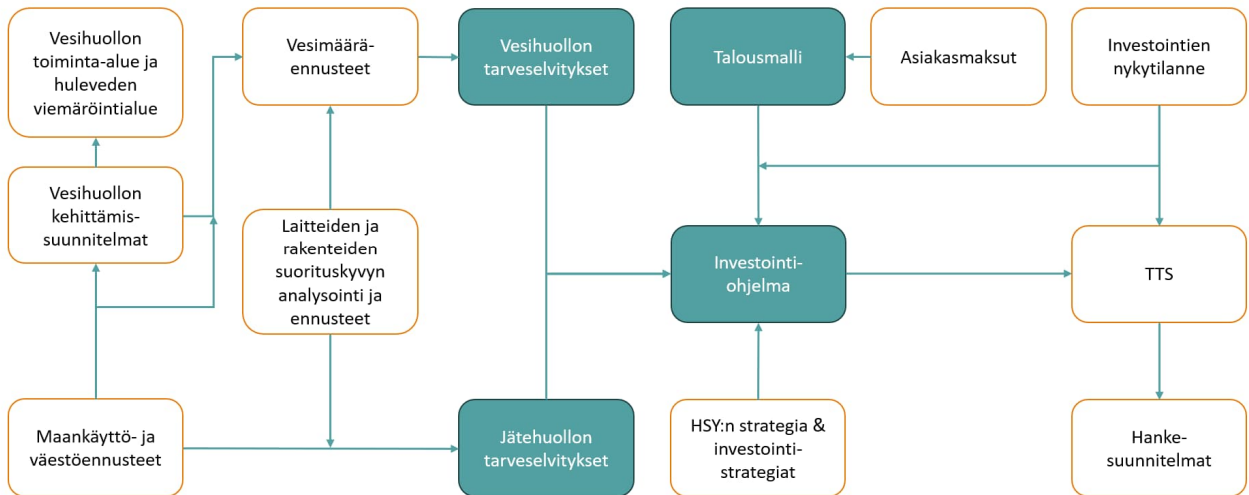 Vesihuollon
toiminta-alue ja
huleveden
viemäröintialue
Vesimäärä-
ennusteet
Vesihuollon
tarveselvitykset
Talousmalli
Asiakasmaksut
Investointien
nykytilanne
Vesihuollon
kehittämis-
suunnitelmat
Laitteiden ja
rakenteiden
suorituskyvyn
analysointi ja
ennusteet
Investointi-
ohjelma
TTS
Maankäyttö- ja
väestöennusteet
Jätehuollon
tarveselvitykset
HSY:n strategia &
investointi-
strategiat
Hanke-
suunnitelmat